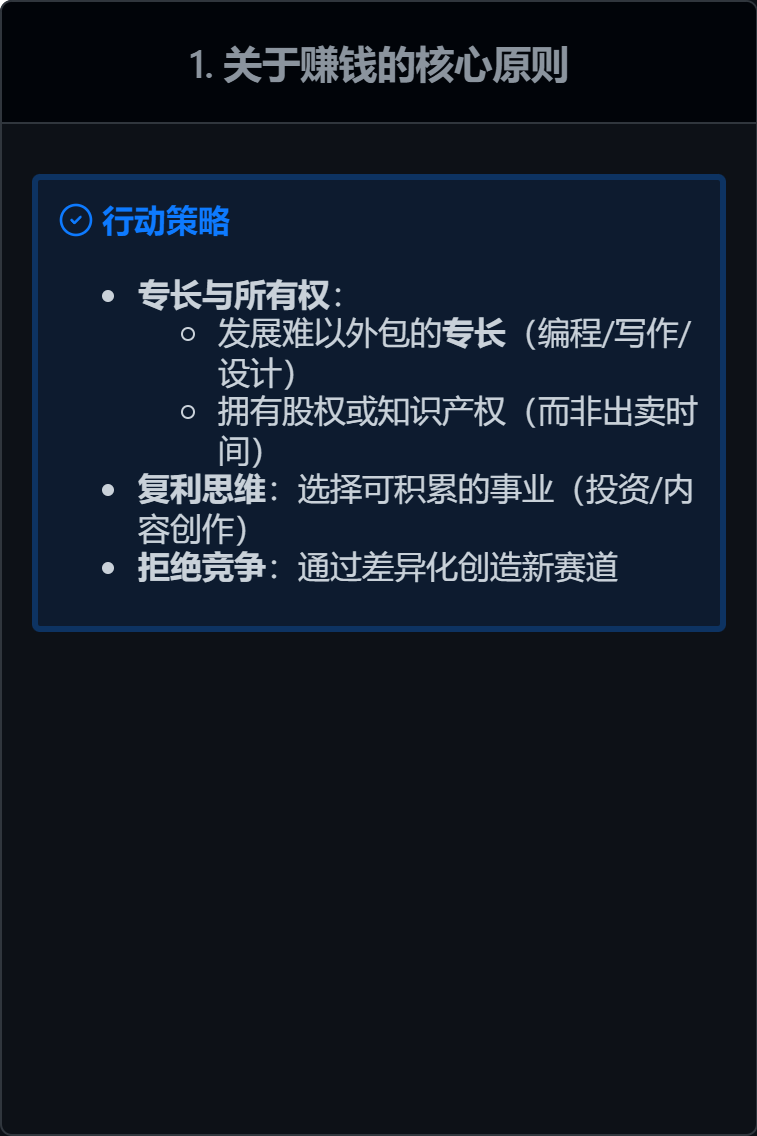 1. 关于赚钱的核心原则
行动策略
专长与所有权：
发展难以外包的专长（编程/写作/
设计）
拥有股权或知识产权（而非出卖时
间）
复利思维：选择可积累的事业（投资/内
容创作）
拒绝竞争：通过差异化创造新赛道